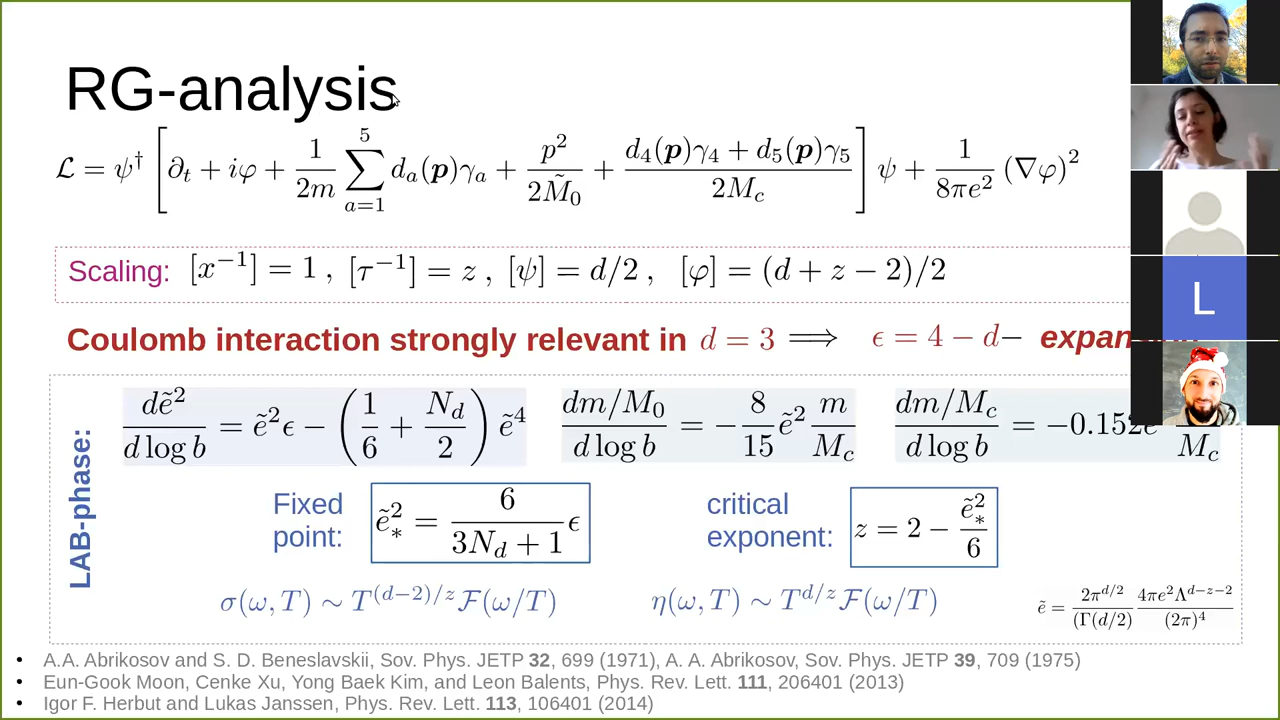 RG-analysis
ℒ = ψ† [ ∂_t + iφ + 1/2m ∑_{a=1}^{5} d_a(p)γ_a + p²/2M̃_0 + (d_4(p)γ_4 + d_5(p)γ_5)/2M_c ] ψ + 1/8πe² (∇φ)²
Scaling: [x⁻¹] = 1 , [τ⁻¹] = z , [ψ] = d/2 , [φ] = (d + z − 2)/2
Coulomb interaction strongly relevant in d = 3 ⟹ ϵ = 4 − d−
LAB-phase:
dẽ²/d log b = ẽ²ϵ − (1/6 + N_d/2) ẽ⁴
dm/M_0/d log b = −8/15 ẽ² m/M_c
dm/M_c/d log b = −0.152 M_c
Fixed point: ẽ²_* = 6/(3N_d + 1) ϵ
critical exponent: z = 2 − ẽ²_*/6
σ(ω, T) ∼ T^{(d−2)/z} ℱ(ω/T)
η(ω, T) ∼ T^{d/z} ℱ(ω/T)
ẽ = 2π^{d/2}/(Γ(d/2) 4πe²Λ^{d−z−2}/(2π)⁴
• A.A. Abrikosov and S. D. Beneslavskii, Sov. Phys. JETP 32, 699 (1971), A. A. Abrikosov, Sov. Phys. JETP 39, 709 (1975)
• Eun-Gook Moon, Cenke Xu, Yong Baek Kim, and Leon Balents, Phys. Rev. Lett. 111, 206401 (2013)
• Igor F. Herbut and Lukas Janssen, Phys. Rev. Lett. 113, 106401 (2014)
L